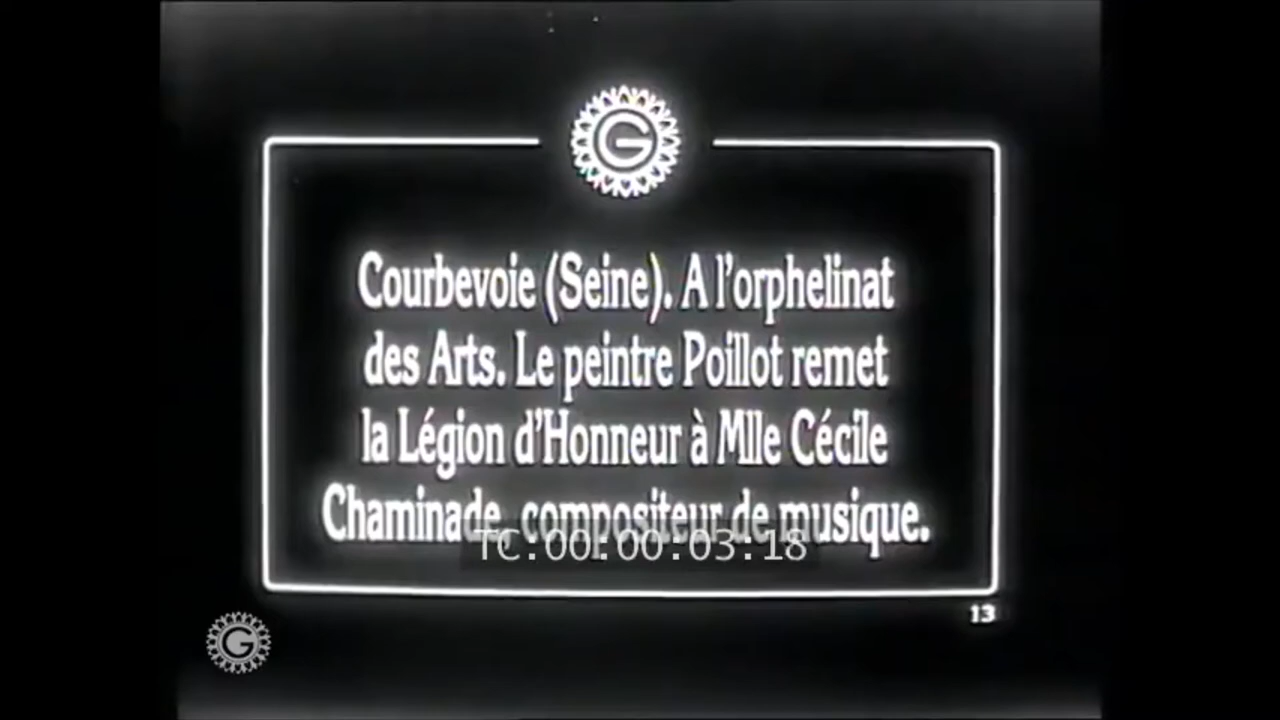 G
Courbevoie (Seine). A l'orphelinat
des Arts. Le peintre Poillot remet
la Légion d'Honneur à Mlle Cécile
Chaminade, compositeur de musique.
TC:00:00:03:18
13
G